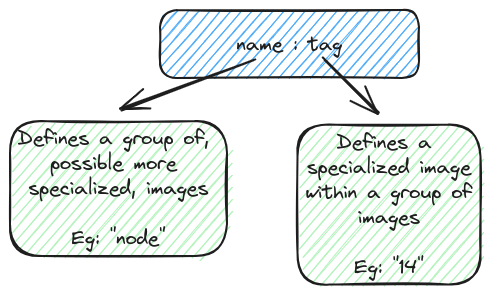 name : tag
Defines a group of,
possible more
specialized, images
Eg: "node"
Defines a
specialized image
within a group of
images
Eg: "14"